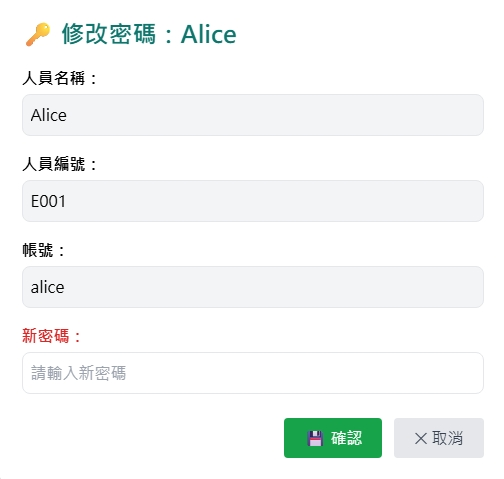 🔑 修改密碼：Alice
人員名稱：
Alice
人員編號：
E001
帳號：
alice
新密碼：
請輸入新密碼
💾 確認
✕ 取消